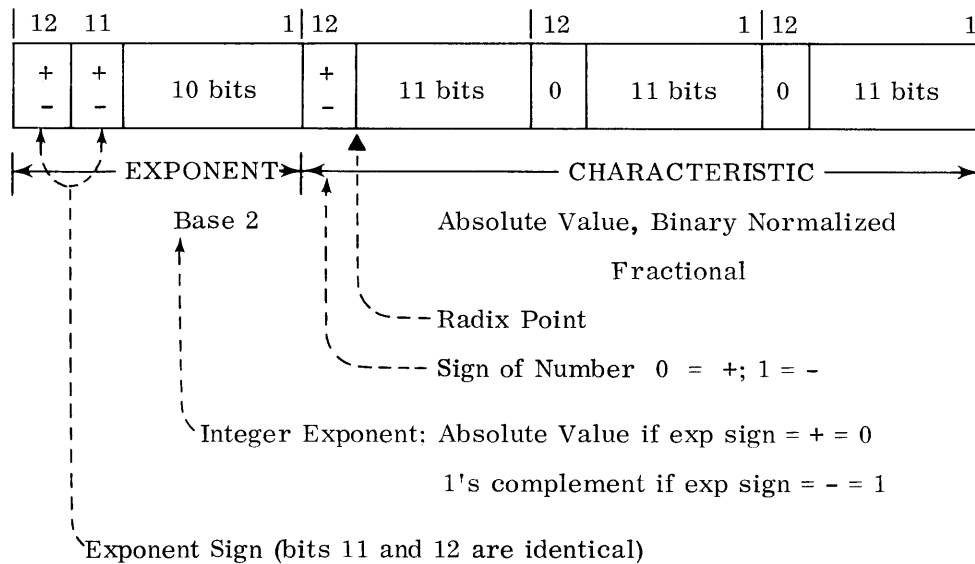 12 11 1 12 12 1 12 1
+ + 10 bits + 11 bits 0 11 bits 0 11 bits
- - -
EXPONENT CHARACTERISTIC
Base 2 Absolute Value, Binary Normalized
Fractional
Radix Point
Sign of Number 0 = +; 1 = -
Integer Exponent: Absolute Value if exp sign = + = 0
1's complement if exp sign = - = 1
Exponent Sign (bits 11 and 12 are identical)